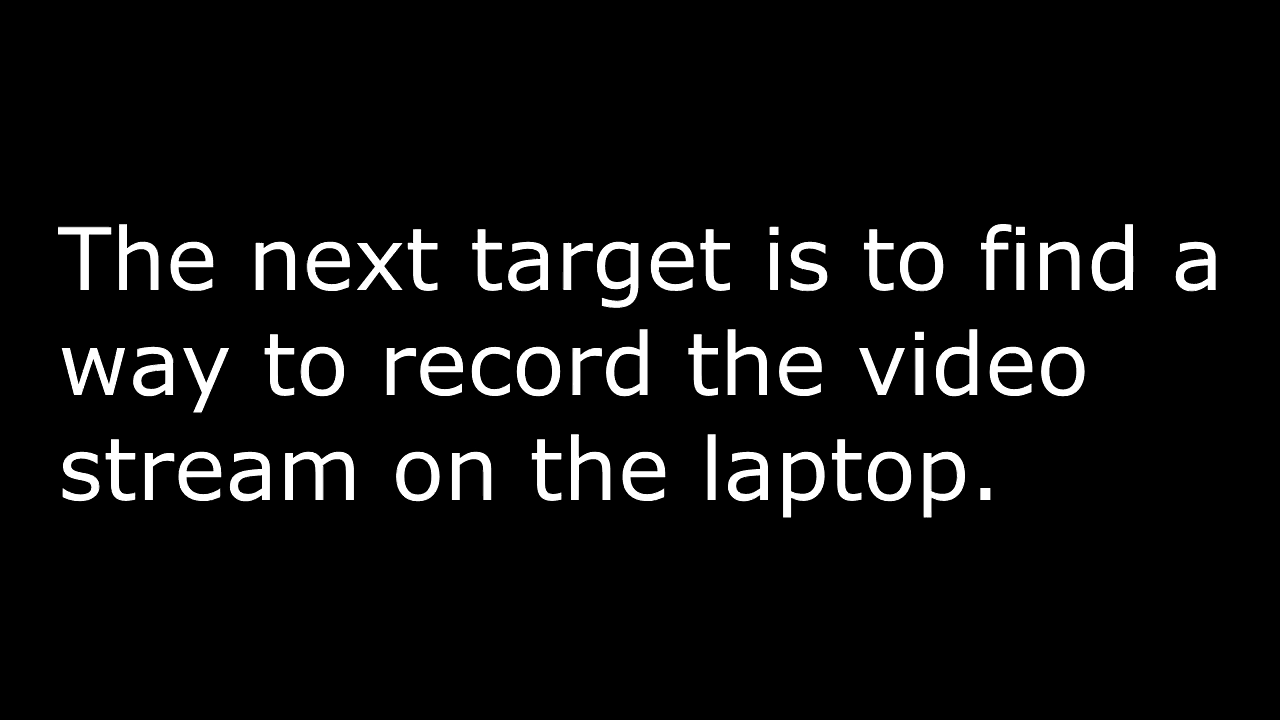 The next target is to find a
way to record the video
stream on the laptop.